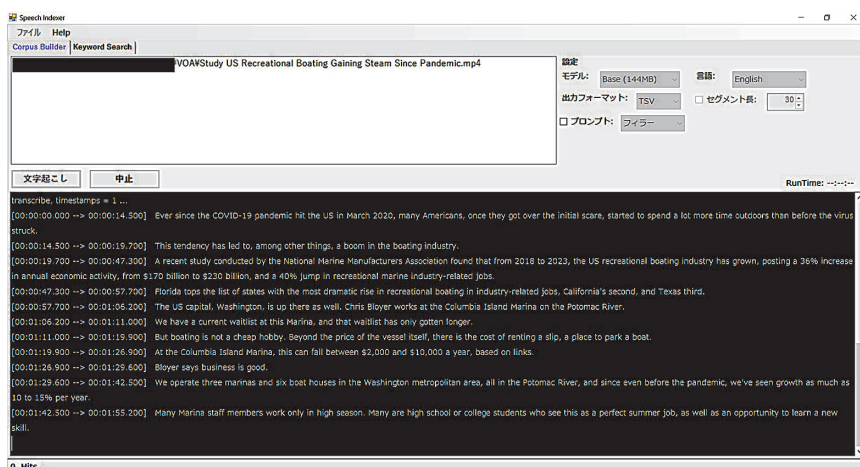 Speech Indexer
ファイル Help
Corpus Builder Keyword Search
¥VOA¥Study US Recreational Boating Gaining Steam Since Pandemic.mp4
設定
モデル: Base (144MB) 言語: English
出力フォーマット: TSV セグメント長: 30
プロンプト: フィラー
文字起こし 中止
RunTime: --:--:--
transcribe, timestamps = 1 ...
[00:00:00.000 --> 00:00:14.500] Ever since the COVID-19 pandemic hit the US in March 2020, many Americans, once they got over the initial scare, started to spend a lot more time outdoors than before the virus
struck.
[00:00:14.500 --> 00:00:19.700] This tendency has led to, among other things, a boom in the boating industry.
[00:00:19.700 --> 00:00:47.300] A recent study conducted by the National Marine Manufacturers Association found that from 2018 to 2023, the US recreational boating industry has grown, posting a 36% increase
in annual economic activity, from $170 billion to $230 billion, and a 40% jump in recreational marine industry-related jobs.
[00:00:47.300 --> 00:00:57.700] Florida tops the list of states with the most dramatic rise in recreational boating in industry-related jobs, California's second, and Texas third.
[00:00:57.700 --> 00:01:06.200] The US capital, Washington, is up there as well. Chris Bloyer works at the Columbia Island Marina on the Potomac River.
[00:01:06.200 --> 00:01:11.000] We have a current waitlist at this Marina, and that waitlist has only gotten longer.
[00:01:11.000 --> 00:01:19.900] But boating is not a cheap hobby. Beyond the price of the vessel itself, there is the cost of renting a slip, a place to park a boat.
[00:01:19.900 --> 00:01:26.900] At the Columbia Island Marina, this can fall between $2,000 and $10,000 a year, based on links.
[00:01:26.900 --> 00:01:29.600] Bloyer says business is good.
[00:01:29.600 --> 00:01:42.500] We operate three marinas and six boat houses in the Washington metropolitan area, all in the Potomac River, and since even before the pandemic, we've seen growth as much as
10 to 15% per year.
[00:01:42.500 --> 00:01:55.200] Many Marina staff members work only in high season. Many are high school or college students who see this as a perfect summer job, as well as an opportunity to learn a new
skill.
0 Hits